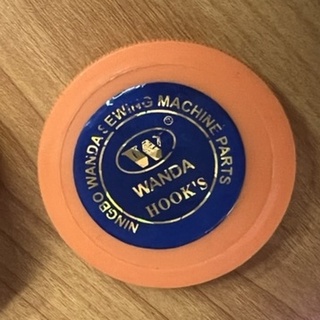 NINGBO WANDA SEWING MACHINE PARTS
®
W
WANDA
HOOK'S